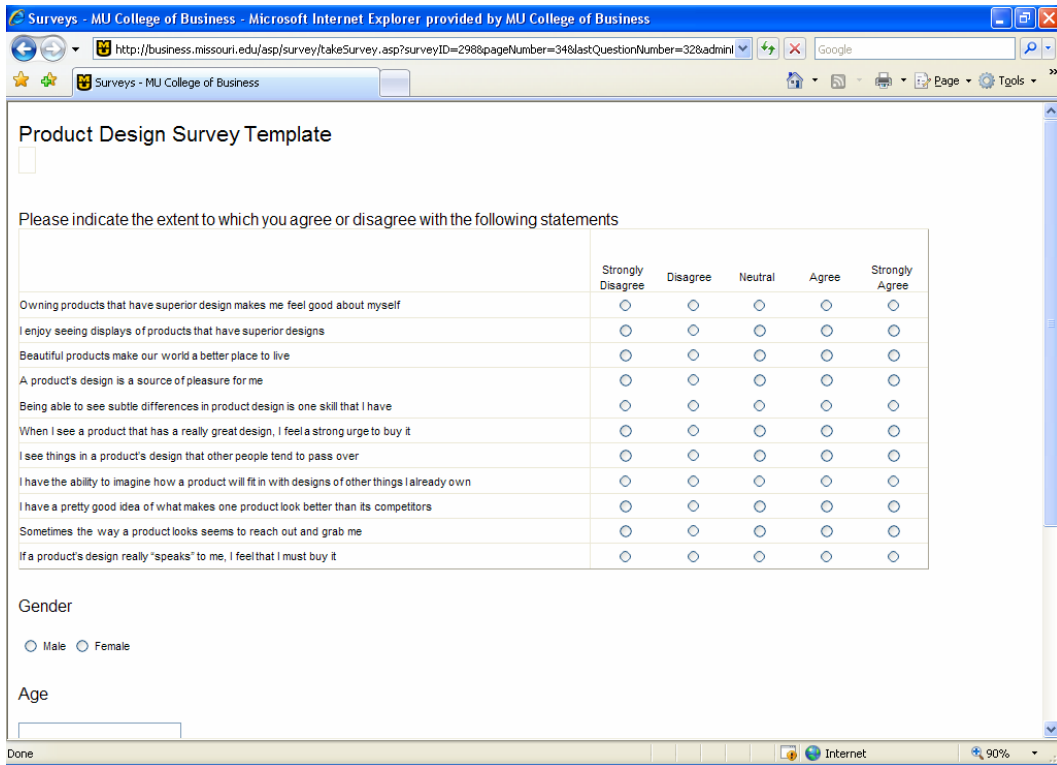 Surveys - MU College of Business - Microsoft Internet Explorer provided by MU College of Business
http://business.missouri.edu/asp/survey/takeSurvey.asp?surveyID=298&pageNumber=34&lastQuestionNumber=32&admini
Google
Surveys - MU College of Business
Page
Tools
»
Product Design Survey Template
Please indicate the extent to which you agree or disagree with the following statements
Strongly Disagree Disagree Neutral Agree Strongly Agree
Owning products that have superior design makes me feel good about myself
I enjoy seeing displays of products that have superior designs
Beautiful products make our world a better place to live
A product's design is a source of pleasure for me
Being able to see subtle differences in product design is one skill that I have
When I see a product that has a really great design, I feel a strong urge to buy it
I see things in a product's design that other people tend to pass over
I have the ability to imagine how a product will fit in with designs of other things I already own
I have a pretty good idea of what makes one product look better than its competitors
Sometimes the way a product looks seems to reach out and grab me
If a product's design really “speaks” to me, I feel that I must buy it
Gender
Male Female
Age
Done Internet 90%